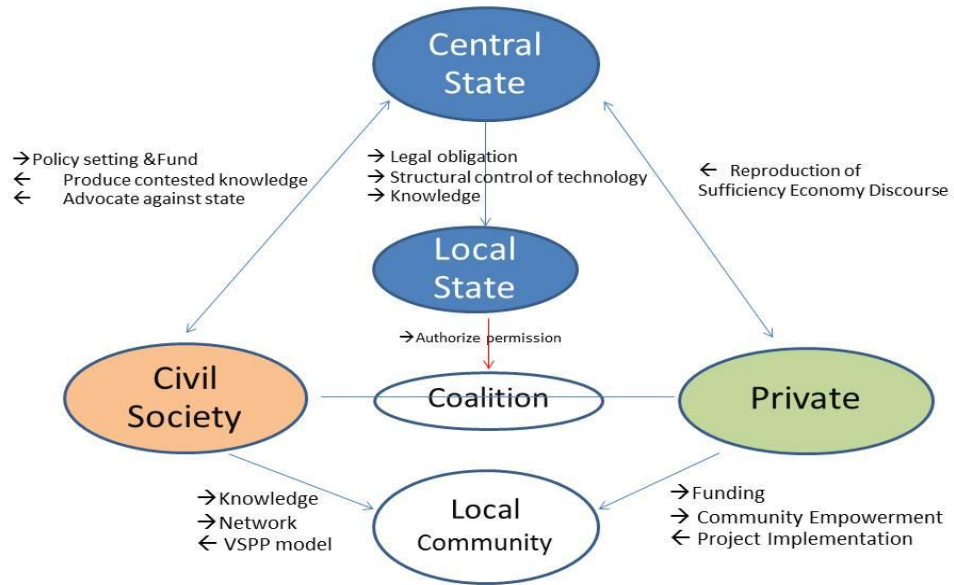 Central
State
→Policy setting &Fund
← Produce contested knowledge
← Advocate against state
→ Legal obligation
→ Structural control of technology
→ Knowledge
← Reproduction of
Sufficiency Economy Discourse
Local
State
→Authorize permission
Civil
Society
Coalition
Private
→Knowledge
→Network
← VSPP model
Local
Community
→Funding
→ Community Empowerment
← Project Implementation